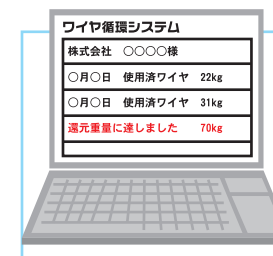 ワイヤ循環システム
株式会社　○○○○様
○月○日　使用済ワイヤ　22kg
○月○日　使用済ワイヤ　31kg
還元重量に達しました　70kg